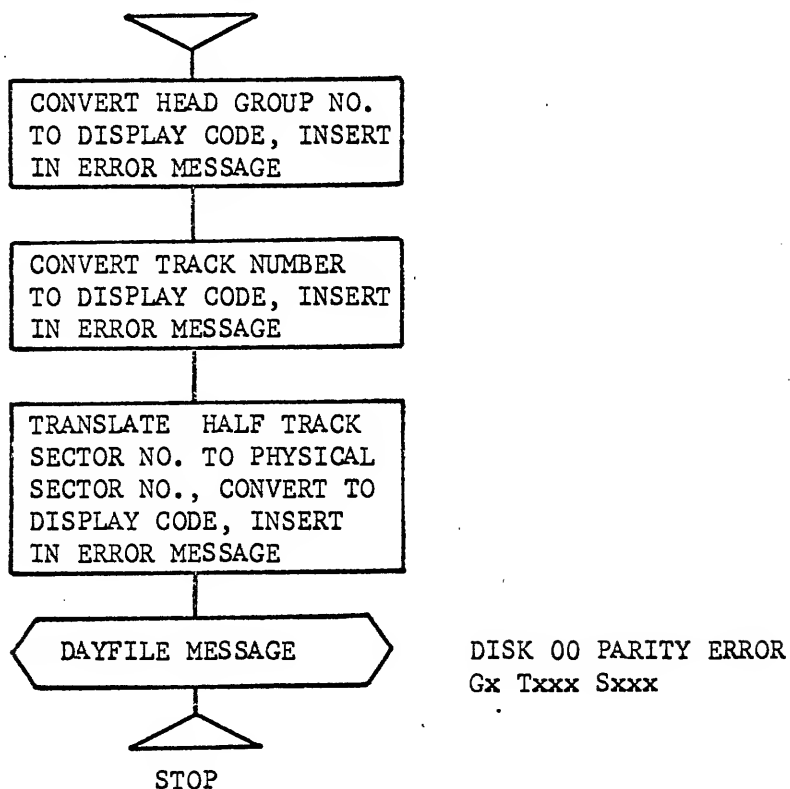 CONVERT HEAD GROUP NO.
TO DISPLAY CODE, INSERT
IN ERROR MESSAGE
CONVERT TRACK NUMBER
TO DISPLAY CODE, INSERT
IN ERROR MESSAGE
TRANSLATE HALF TRACK
SECTOR NO. TO PHYSICAL
SECTOR NO., CONVERT TO
DISPLAY CODE, INSERT
IN ERROR MESSAGE
DAYFILE MESSAGE
DISK 00 PARITY ERROR
Gx Txxx Sxxx
STOP